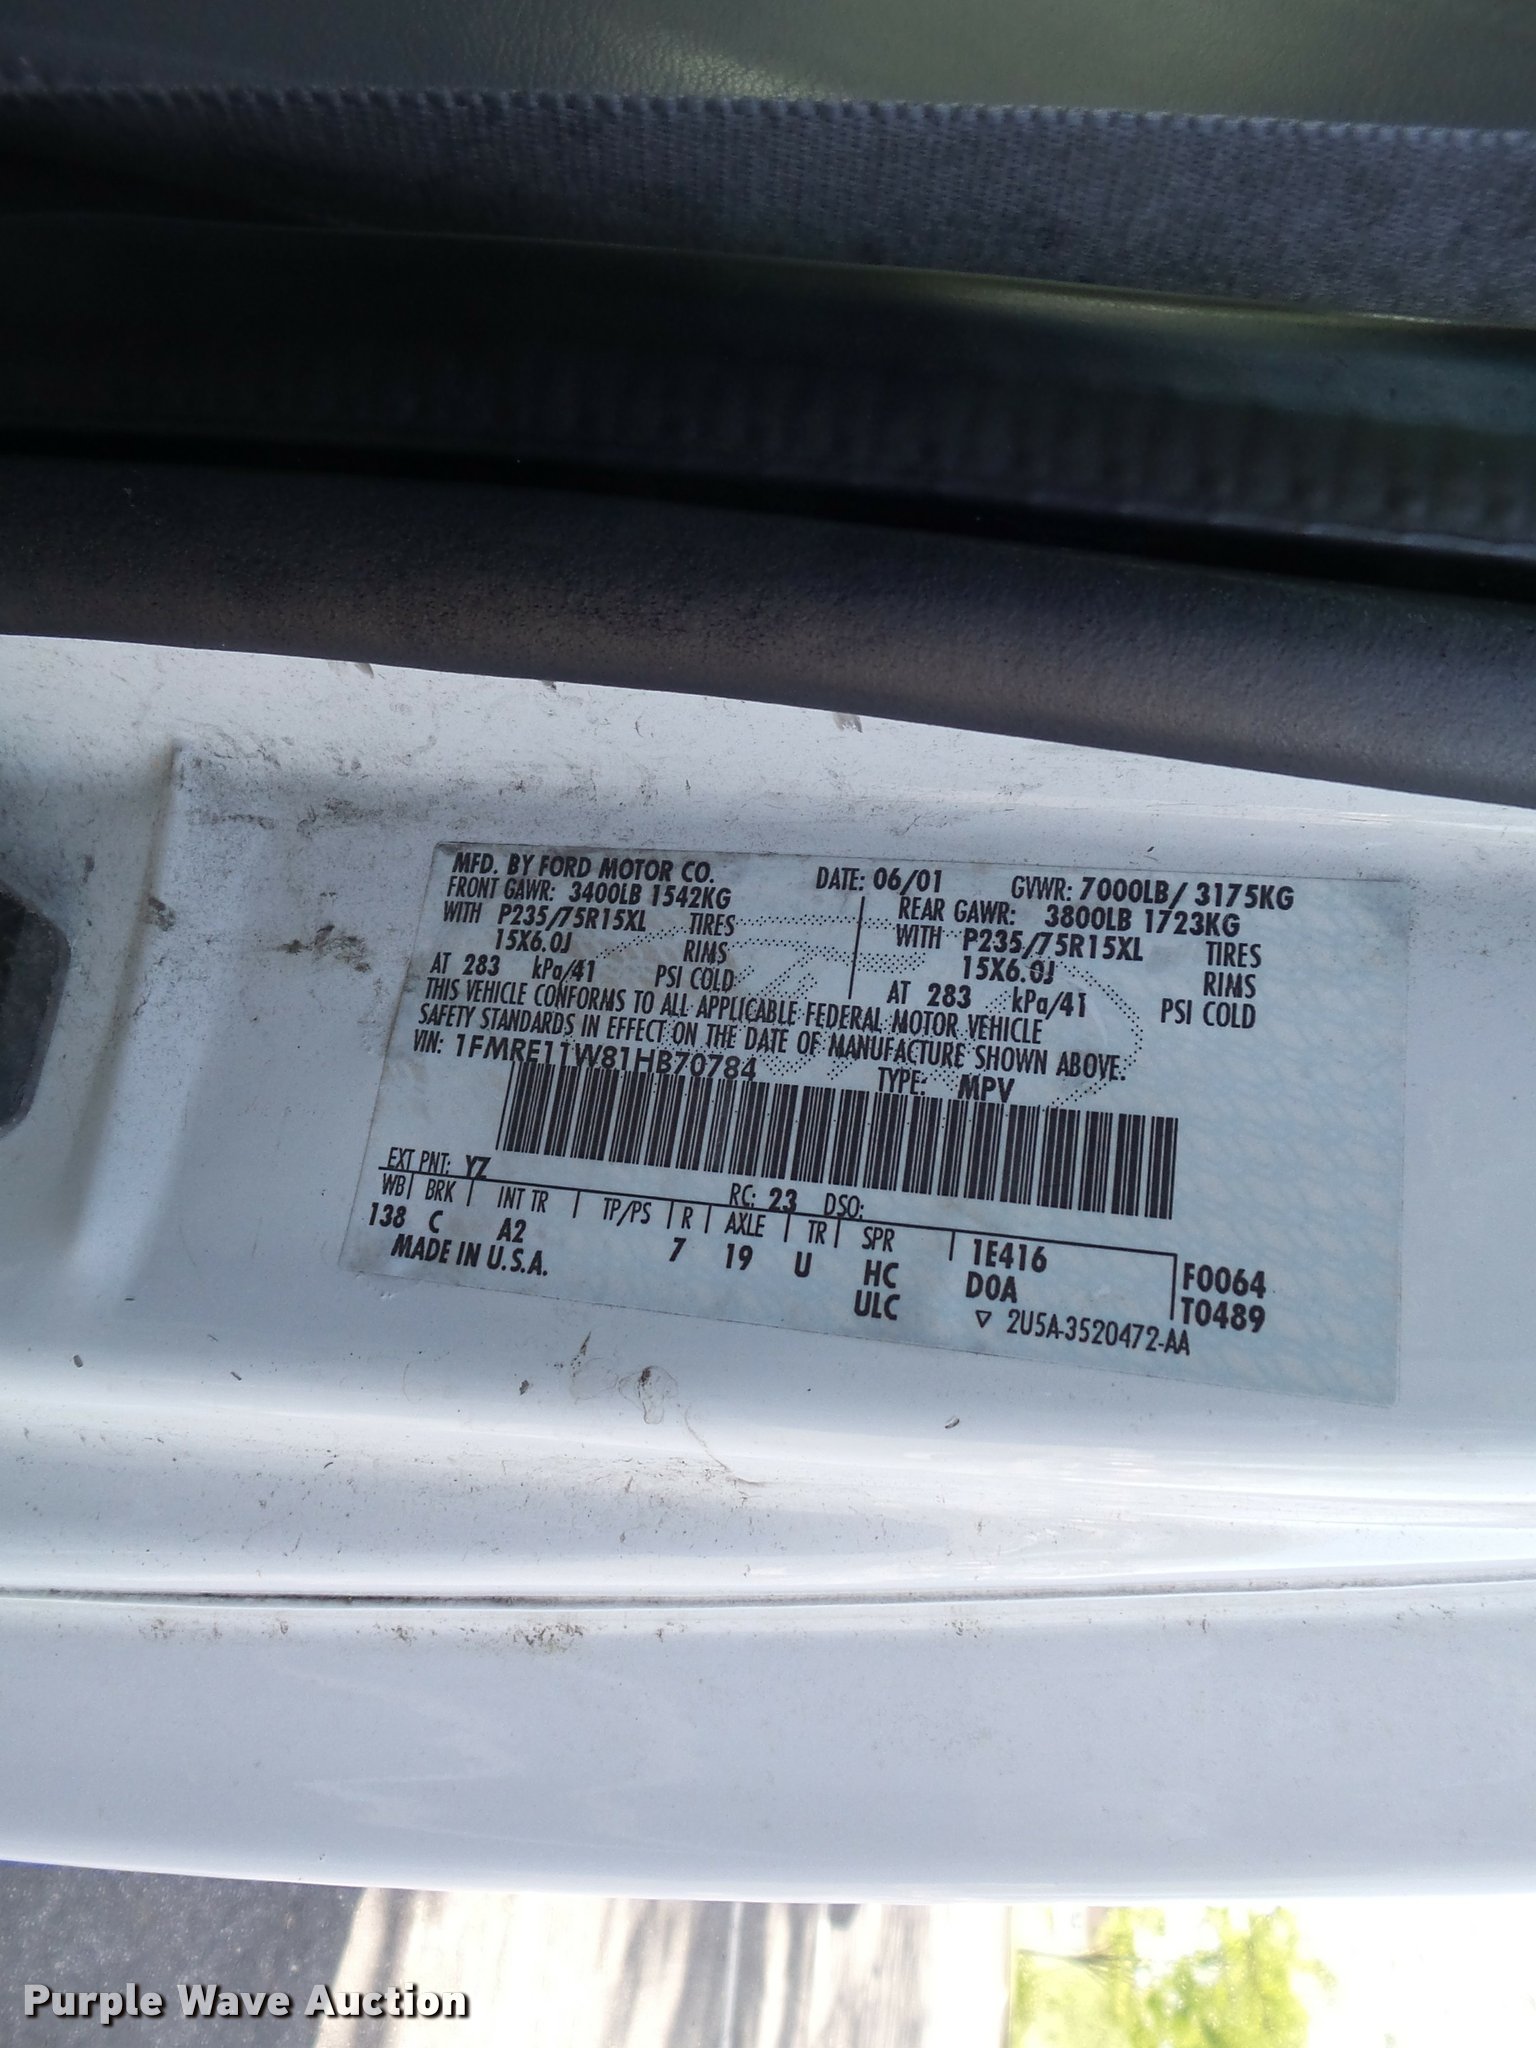 MFD. BY FORD MOTOR CO. DATE: 06/01 GVWR: 7000LB/ 3175KG
FRONT GAWR: 3400LB 1542KG REAR GAWR: 3800LB 1723KG
WITH P235/75R15XL TIRES WITH P235/75R15XL TIRES
15X6.0J RIMS 15X6.0J RIMS
AT 283 kPa/41 PSI COLD AT 283 kPa/41 PSI COLD
THIS VEHICLE CONFORMS TO ALL APPLICABLE FEDERAL MOTOR VEHICLE
SAFETY STANDARDS IN EFFECT ON THE DATE OF MANUFACTURE SHOWN ABOVE.
VIN: 1FMRE11W81HB70784 TYPE: MPV
EXT PNT: YZ RC: 23 DSO:
WB BRK INT TR TP/PS R AXLE TR SPR 1E416 F0064
138 C A2 7 19 U HC D0A T0489
MADE IN U.S.A. ULC ▽ 2U5A-3520472-AA
Purple Wave Auction